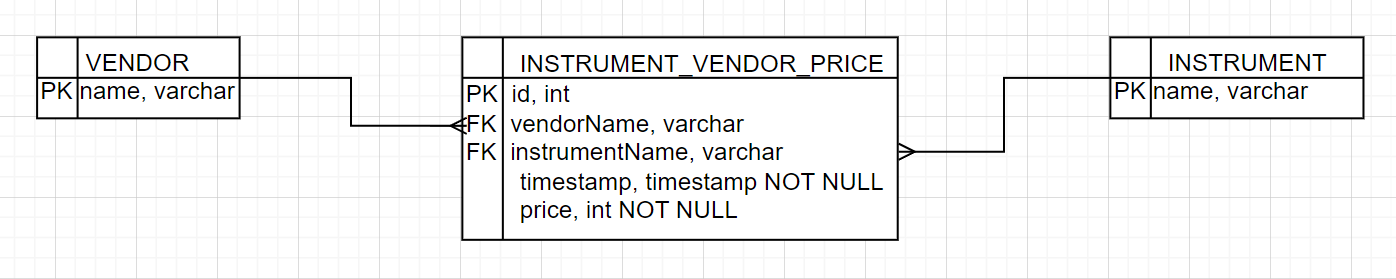 VENDOR
PK name, varchar
INSTRUMENT_VENDOR_PRICE
PK id, int
FK vendorName, varchar
FK instrumentName, varchar
timestamp, timestamp NOT NULL
price, int NOT NULL
INSTRUMENT
PK name, varchar